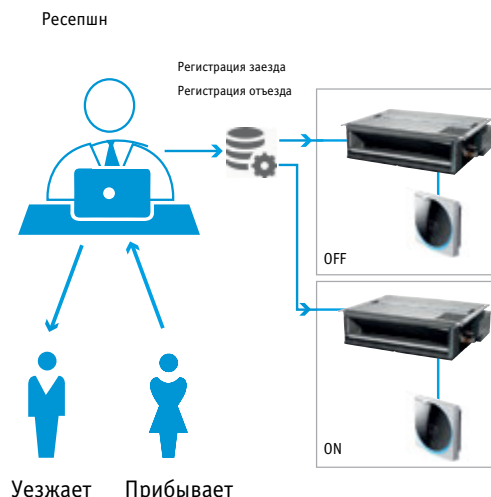 Ресепшн
Регистрация заезда
Регистрация отъезда
OFF
ON
Уезжает
Прибывает